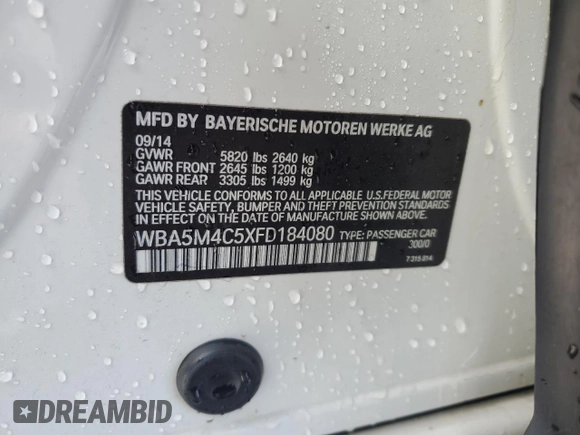 MFD BY BAYERISCHE MOTOREN WERKE AG
09/14
GVWR 5820 lbs 2640 kg
GAWR FRONT 2645 lbs 1200 kg
GAWR REAR 3305 lbs 1499 kg
THIS VEHICLE CONFORMS TO ALL APPLICABLE U.S.FEDERAL MOTOR
VEHICLE SAFETY, BUMPER AND THEFT PREVENTION STANDARDS
IN EFFECT ON THE DATE OF MANUFACTURE SHOWN ABOVE.
WBA5M4C5XFD184080 TYPE: PASSENGER CAR
300/0
7 315 814
DREAMBID